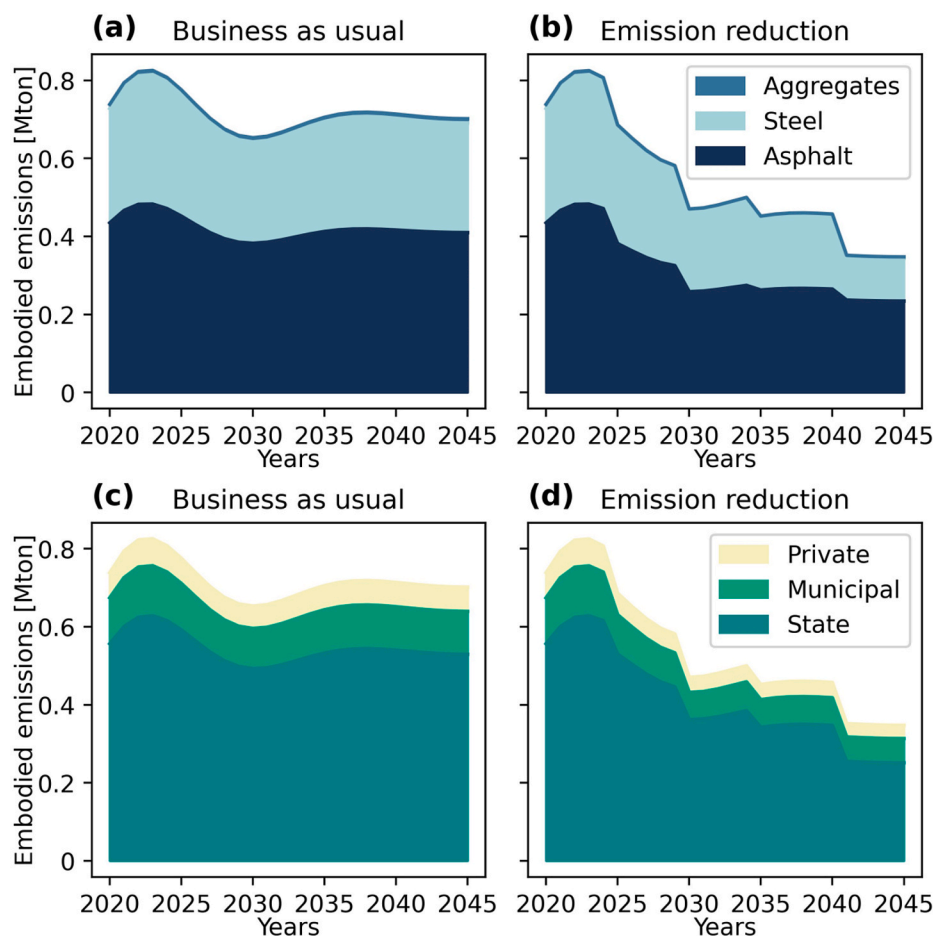 (a) Business as usual
(b) Emission reduction
Embodied emissions [Mton]
0.8
0.6
0.4
0.2
0
2020 2025 2030 2035 2040 2045
Years
Aggregates
Steel
Asphalt
2020 2025 2030 2035 2040 2045
Years
(c) Business as usual
(d) Emission reduction
Embodied emissions [Mton]
0.8
0.6
0.4
0.2
0
2020 2025 2030 2035 2040 2045
Years
Private
Municipal
State
2020 2025 2030 2035 2040 2045
Years